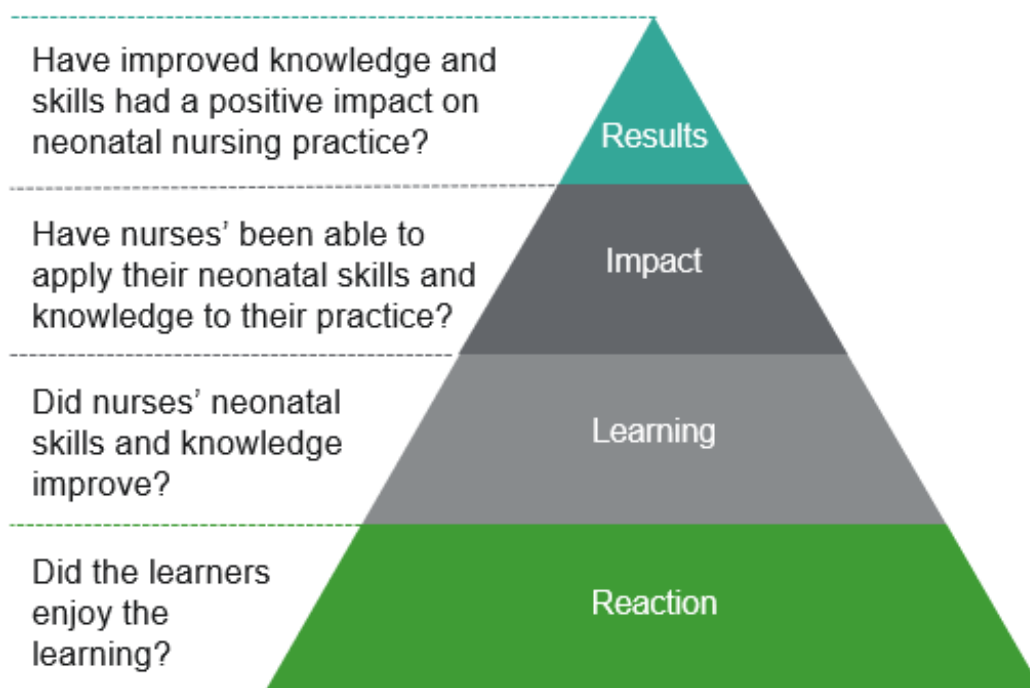 Have improved knowledge and
skills had a positive impact on
neonatal nursing practice?
Results
Have nurses’ been able to
apply their neonatal skills and
knowledge to their practice?
Impact
Did nurses’ neonatal
skills and knowledge
improve?
Learning
Did the learners
enjoy the
learning?
Reaction